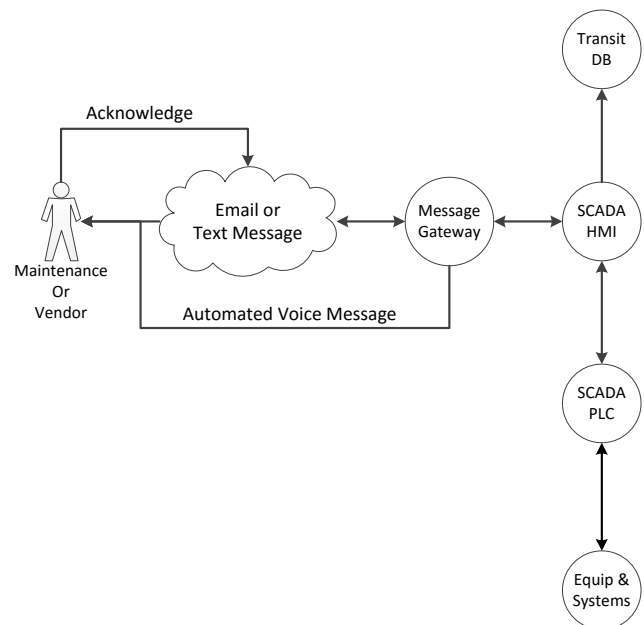 Transit
DB
Acknowledge
Email or
Text Message
Message
Gateway
SCADA
HMI
Maintenance
Or
Vendor
Automated Voice Message
SCADA
PLC
Equip &
Systems